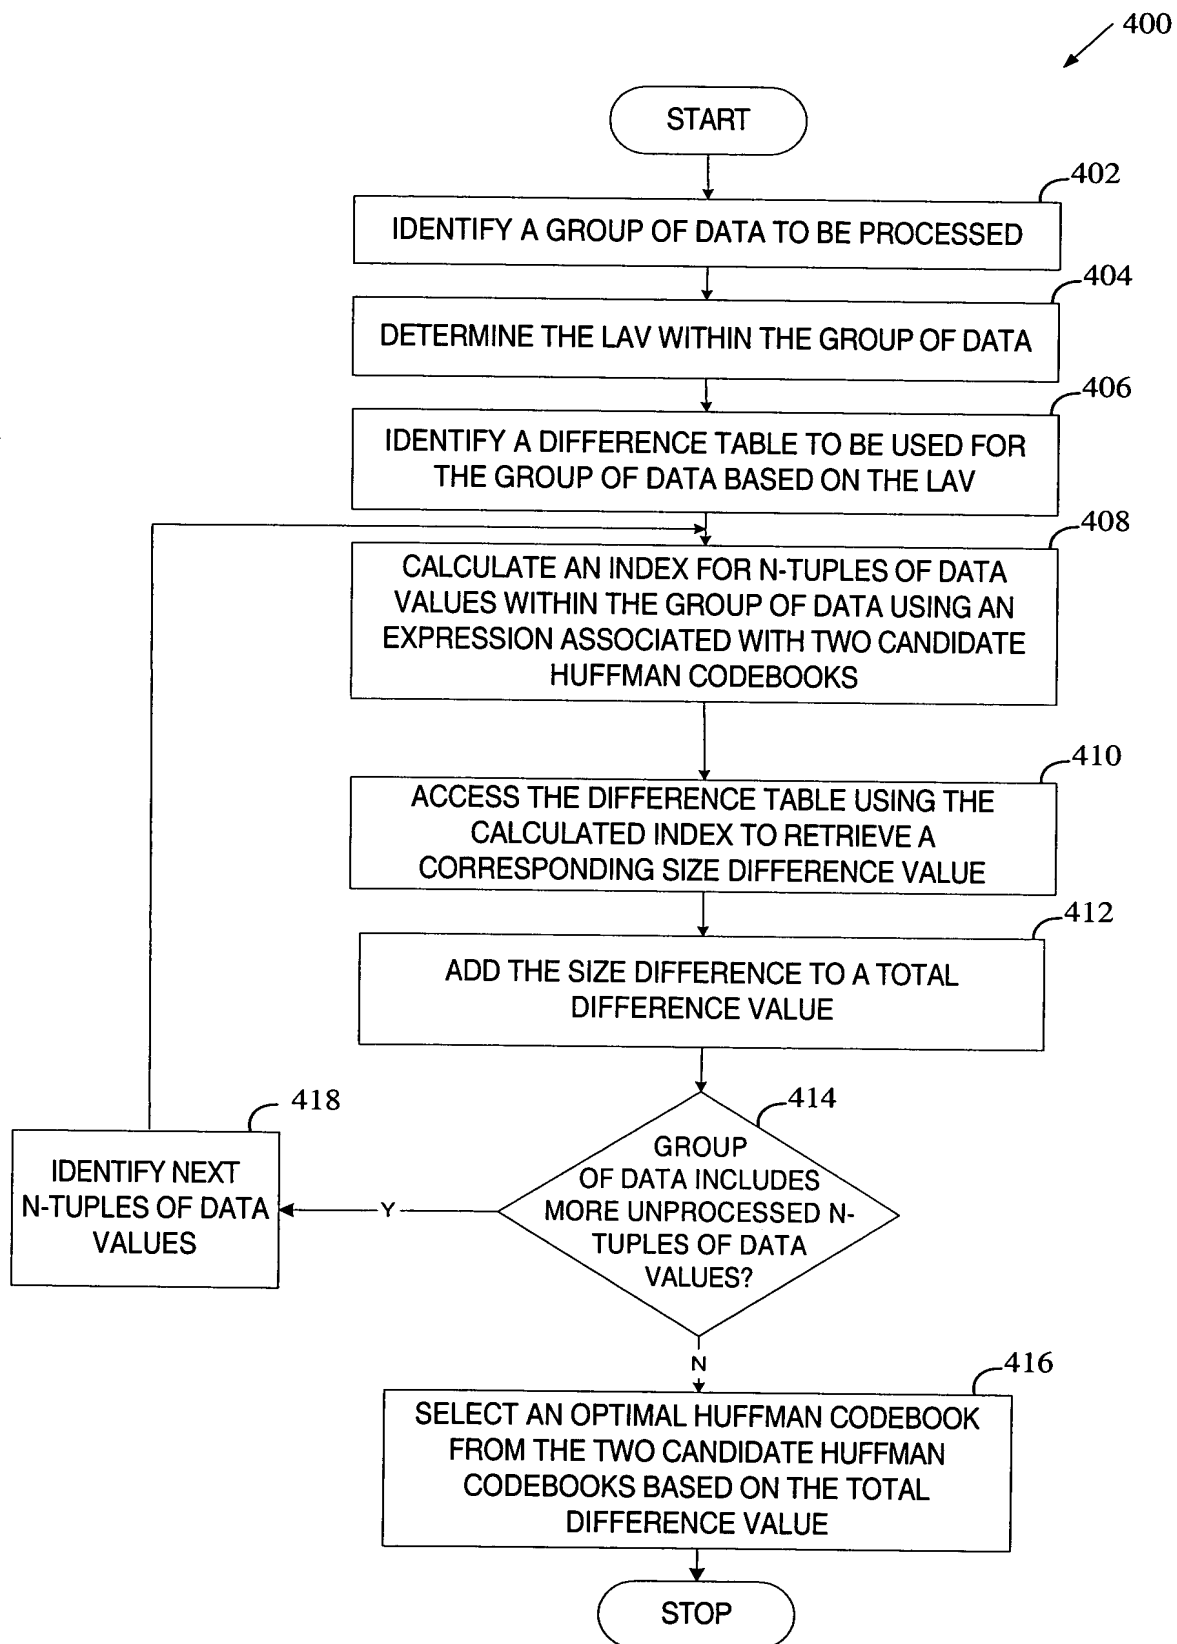 400
START
402
IDENTIFY A GROUP OF DATA TO BE PROCESSED
404
DETERMINE THE LAV WITHIN THE GROUP OF DATA
406
IDENTIFY A DIFFERENCE TABLE TO BE USED FOR
THE GROUP OF DATA BASED ON THE LAV
408
CALCULATE AN INDEX FOR N-TUPLES OF DATA
VALUES WITHIN THE GROUP OF DATA USING AN
EXPRESSION ASSOCIATED WITH TWO CANDIDATE
HUFFMAN CODEBOOKS
410
ACCESS THE DIFFERENCE TABLE USING THE
CALCULATED INDEX TO RETRIEVE A
CORRESPONDING SIZE DIFFERENCE VALUE
412
ADD THE SIZE DIFFERENCE TO A TOTAL
DIFFERENCE VALUE
414
GROUP
OF DATA INCLUDES
MORE UNPROCESSED N-
TUPLES OF DATA
VALUES?
Y
418
IDENTIFY NEXT
N-TUPLES OF DATA
VALUES
N
416
SELECT AN OPTIMAL HUFFMAN CODEBOOK
FROM THE TWO CANDIDATE HUFFMAN
CODEBOOKS BASED ON THE TOTAL
DIFFERENCE VALUE
STOP